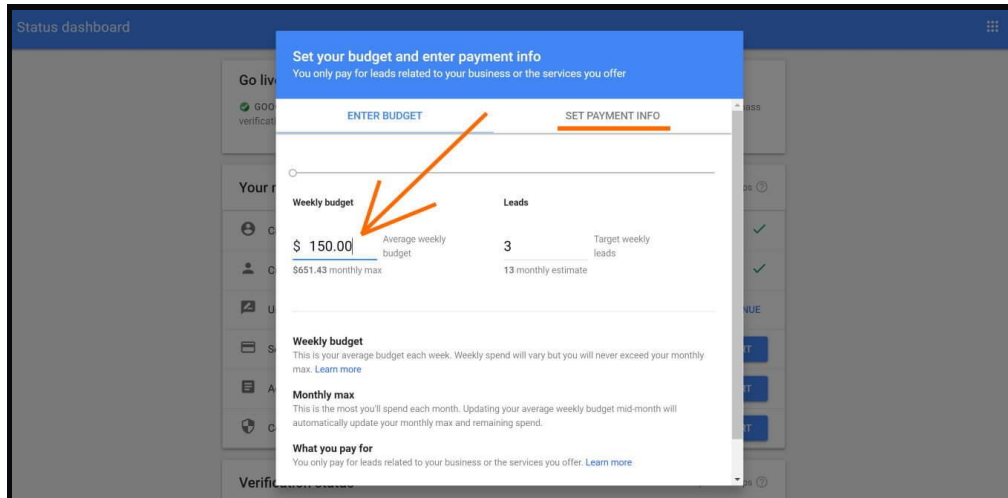 Status dashboard
Set your budget and enter payment info
You only pay for leads related to your business or the services you offer
Go live
ENTER BUDGET
SET PAYMENT INFO
Your
Weekly budget
Leads
$ 150.00
Average weekly
budget
3
Target weekly
leads
$651.43 monthly max
13 monthly estimate
Weekly budget
This is your average budget each week. Weekly spend will vary but you will never exceed your monthly
max. Learn more
Monthly max
This is the most you'll spend each month. Updating your average weekly budget mid-month will
automatically update your monthly max and remaining spend.
What you pay for
You only pay for leads related to your business or the services you offer. Learn more